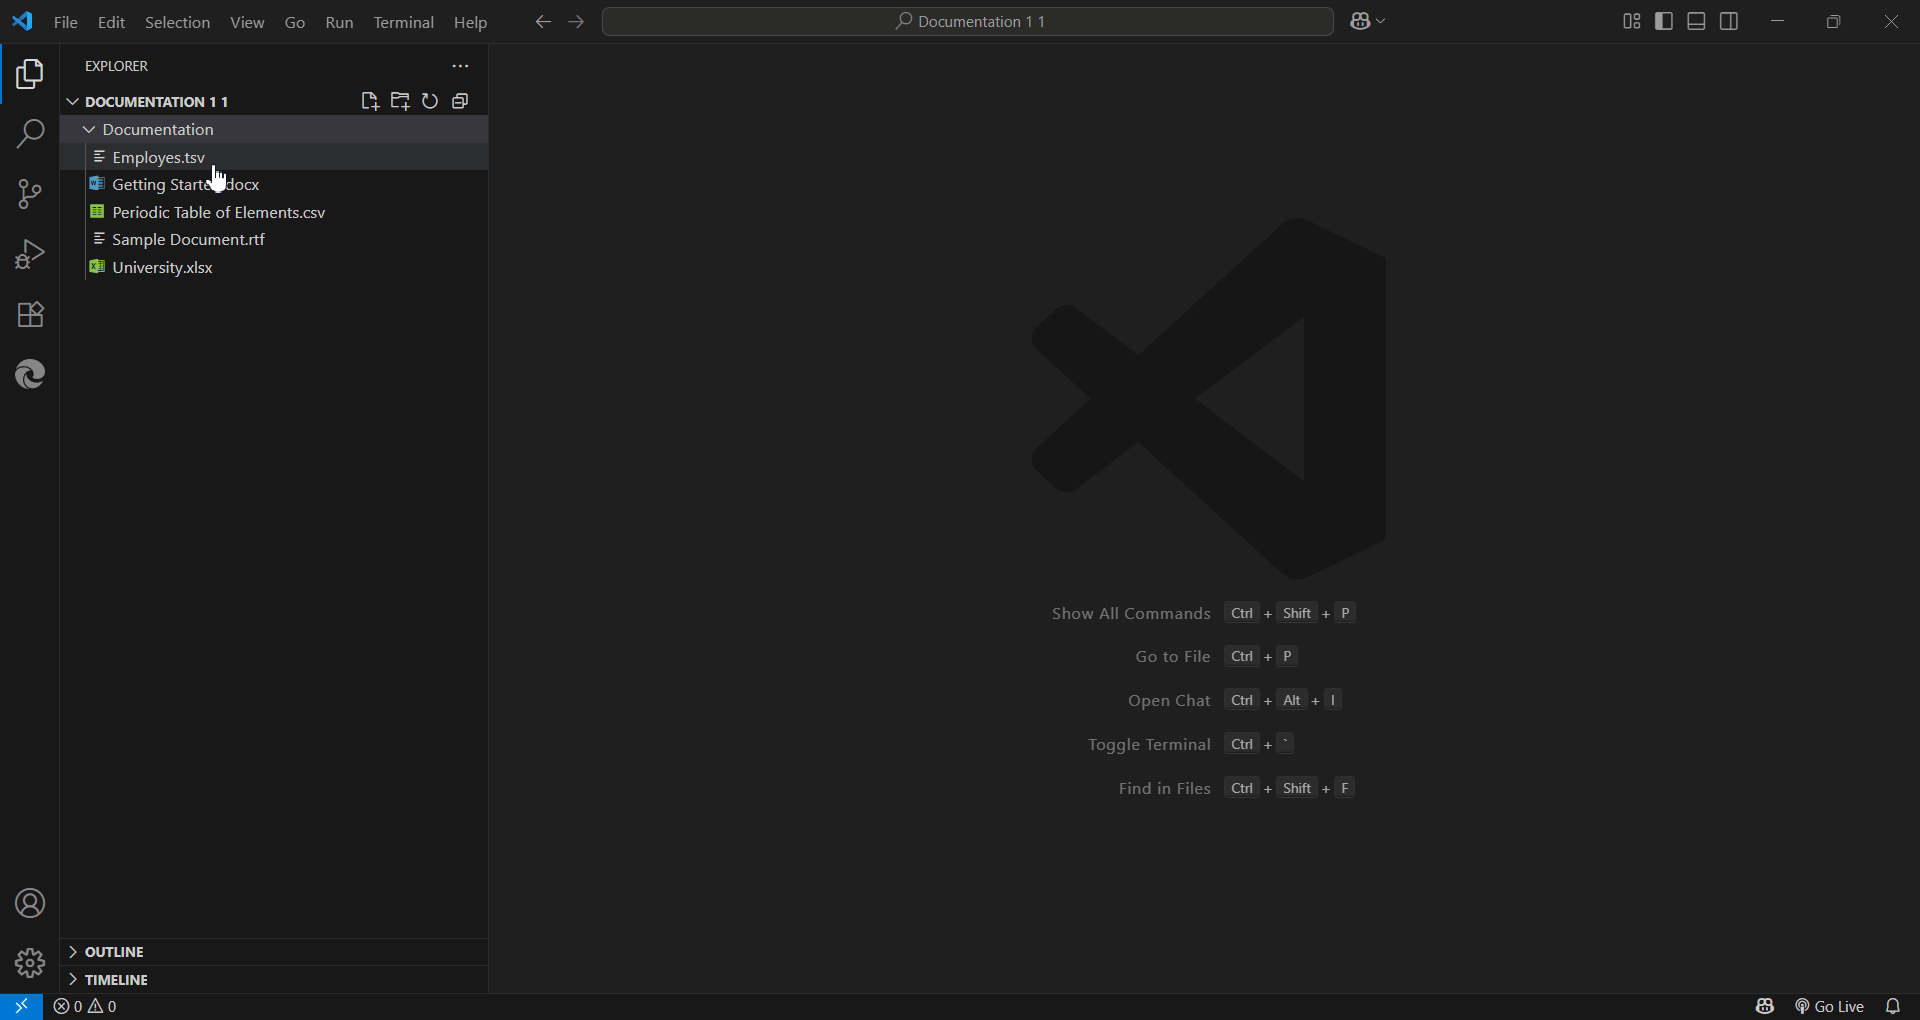 File Edit Selection View Go Run Terminal Help
Documentation 1 1
EXPLORER
DOCUMENTATION 1 1
Documentation
Employes.tsv
Getting Starte docx
Periodic Table of Elements.csv
Sample Document.rtf
University.xlsx
Show All Commands Ctrl + Shift + P
Go to File Ctrl + P
Open Chat Ctrl + Alt + I
Toggle Terminal Ctrl + `
Find in Files Ctrl + Shift + F
OUTLINE
TIMELINE
0 0
Go Live